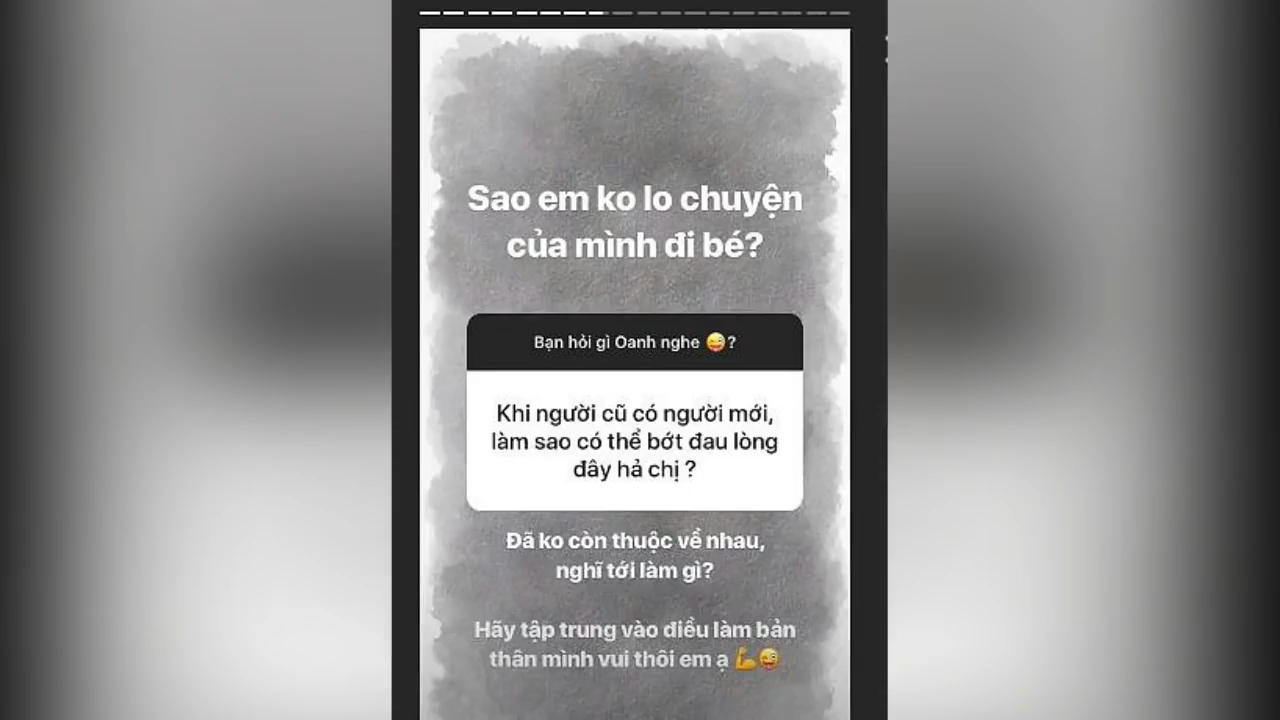 Sao em ko lo chuyện
của mình đi bé?
Bạn hỏi gì Oanh nghe 😜?
Khi người cũ có người mới,
làm sao có thể bớt đau lòng
đây hả chị ?
Đã ko còn thuộc về nhau,
nghĩ tới làm gì?
Hãy tập trung vào điều làm bản
thân mình vui thôi em ạ 💪😜